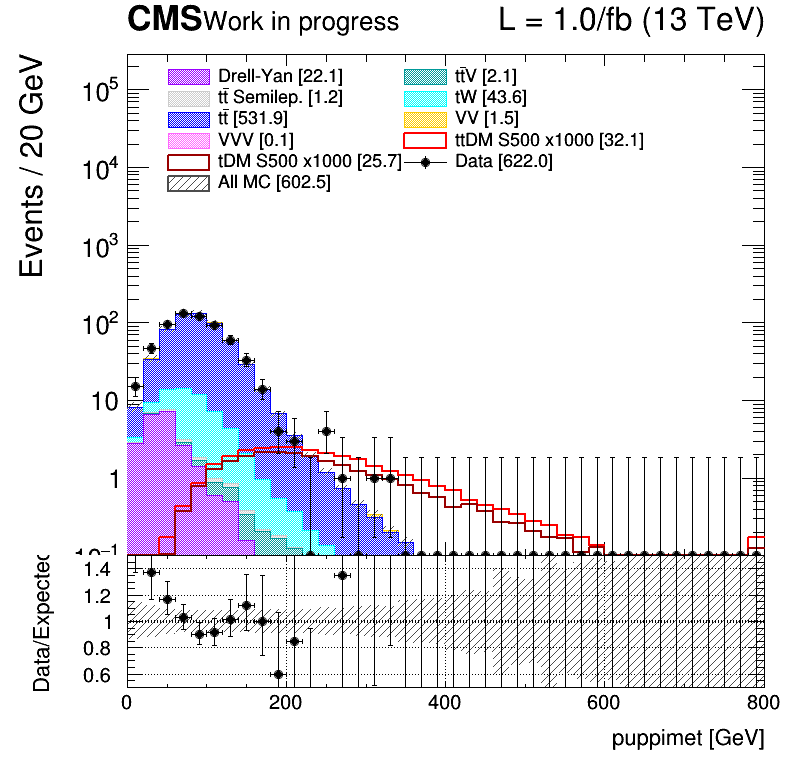 CMS Work in progress L = 1.0/fb (13 TeV)
Events / 20 GeV
10⁵
10⁴
10³
10²
10
1
10⁻¹
Drell-Yan [22.1] tt̄V [2.1]
tt̄ Semilep. [1.2] tW [43.6]
tt̄ [531.9] VV [1.5]
VVV [0.1] ttDM S500 x1000 [32.1]
tDM S500 x1000 [25.7] Data [622.0]
All MC [602.5]
Data/Expected
1.4
1.2
1
0.8
0.6
0 200 400 600 800
puppimet [GeV]